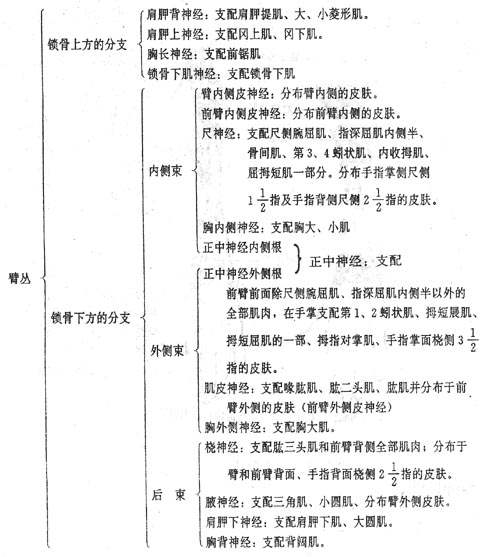 臂丛
锁骨上方的分支
肩胛背神经：支配肩胛提肌、大、小菱形肌。
肩胛上神经：支配冈上肌、冈下肌。
胸长神经：支配前锯肌
锁骨下肌神经：支配锁骨下肌
锁骨下方的分支
内侧束
臂内侧皮神经：分布臂内侧的皮肤。
前臂内侧皮神经：分布前臂内侧的皮肤。
尺神经：支配尺侧腕屈肌、指深屈肌内侧半、
骨间肌、第3、4蚓状肌、内收拇肌、
屈拇短肌一部分。分布手指掌侧尺侧
1 1/2指及手指背侧尺侧2 1/2指的皮肤。
胸内侧神经：支配胸大、小肌
正中神经内侧根
正中神经：支配
外侧束
正中神经外侧根
前臂前面除尺侧腕屈肌、指深屈肌内侧半以外的
全部肌肉，在手掌支配第1、2蚓状肌、拇短展肌、
拇短屈肌的一部、拇指对掌肌、手指掌面桡侧3 1/2
指的皮肤。
肌皮神经：支配喙肱肌、肱二头肌、肱肌并分布于前
臂外侧的皮肤（前臂外侧皮神经）
胸外侧神经：支配胸大肌。
后 束
桡神经：支配肱三头肌和前臂背侧全部肌肉；分布于
臂和前臂背面、手指背面桡侧2 1/2指的皮肤。
腋神经：支配三角肌、小圆肌、分布臂外侧皮肤。
肩胛下神经：支配肩胛下肌、大圆肌。
胸背神经：支配背阔肌。